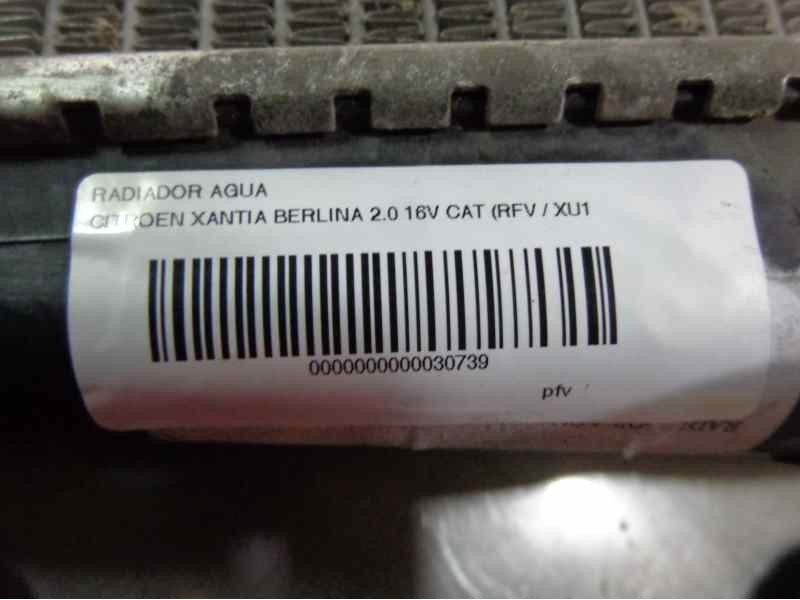 RADIADOR AGUA
CITROEN XANTIA BERLINA 2.0 16V CAT (RFV / XU1
0000000000030739
pfv